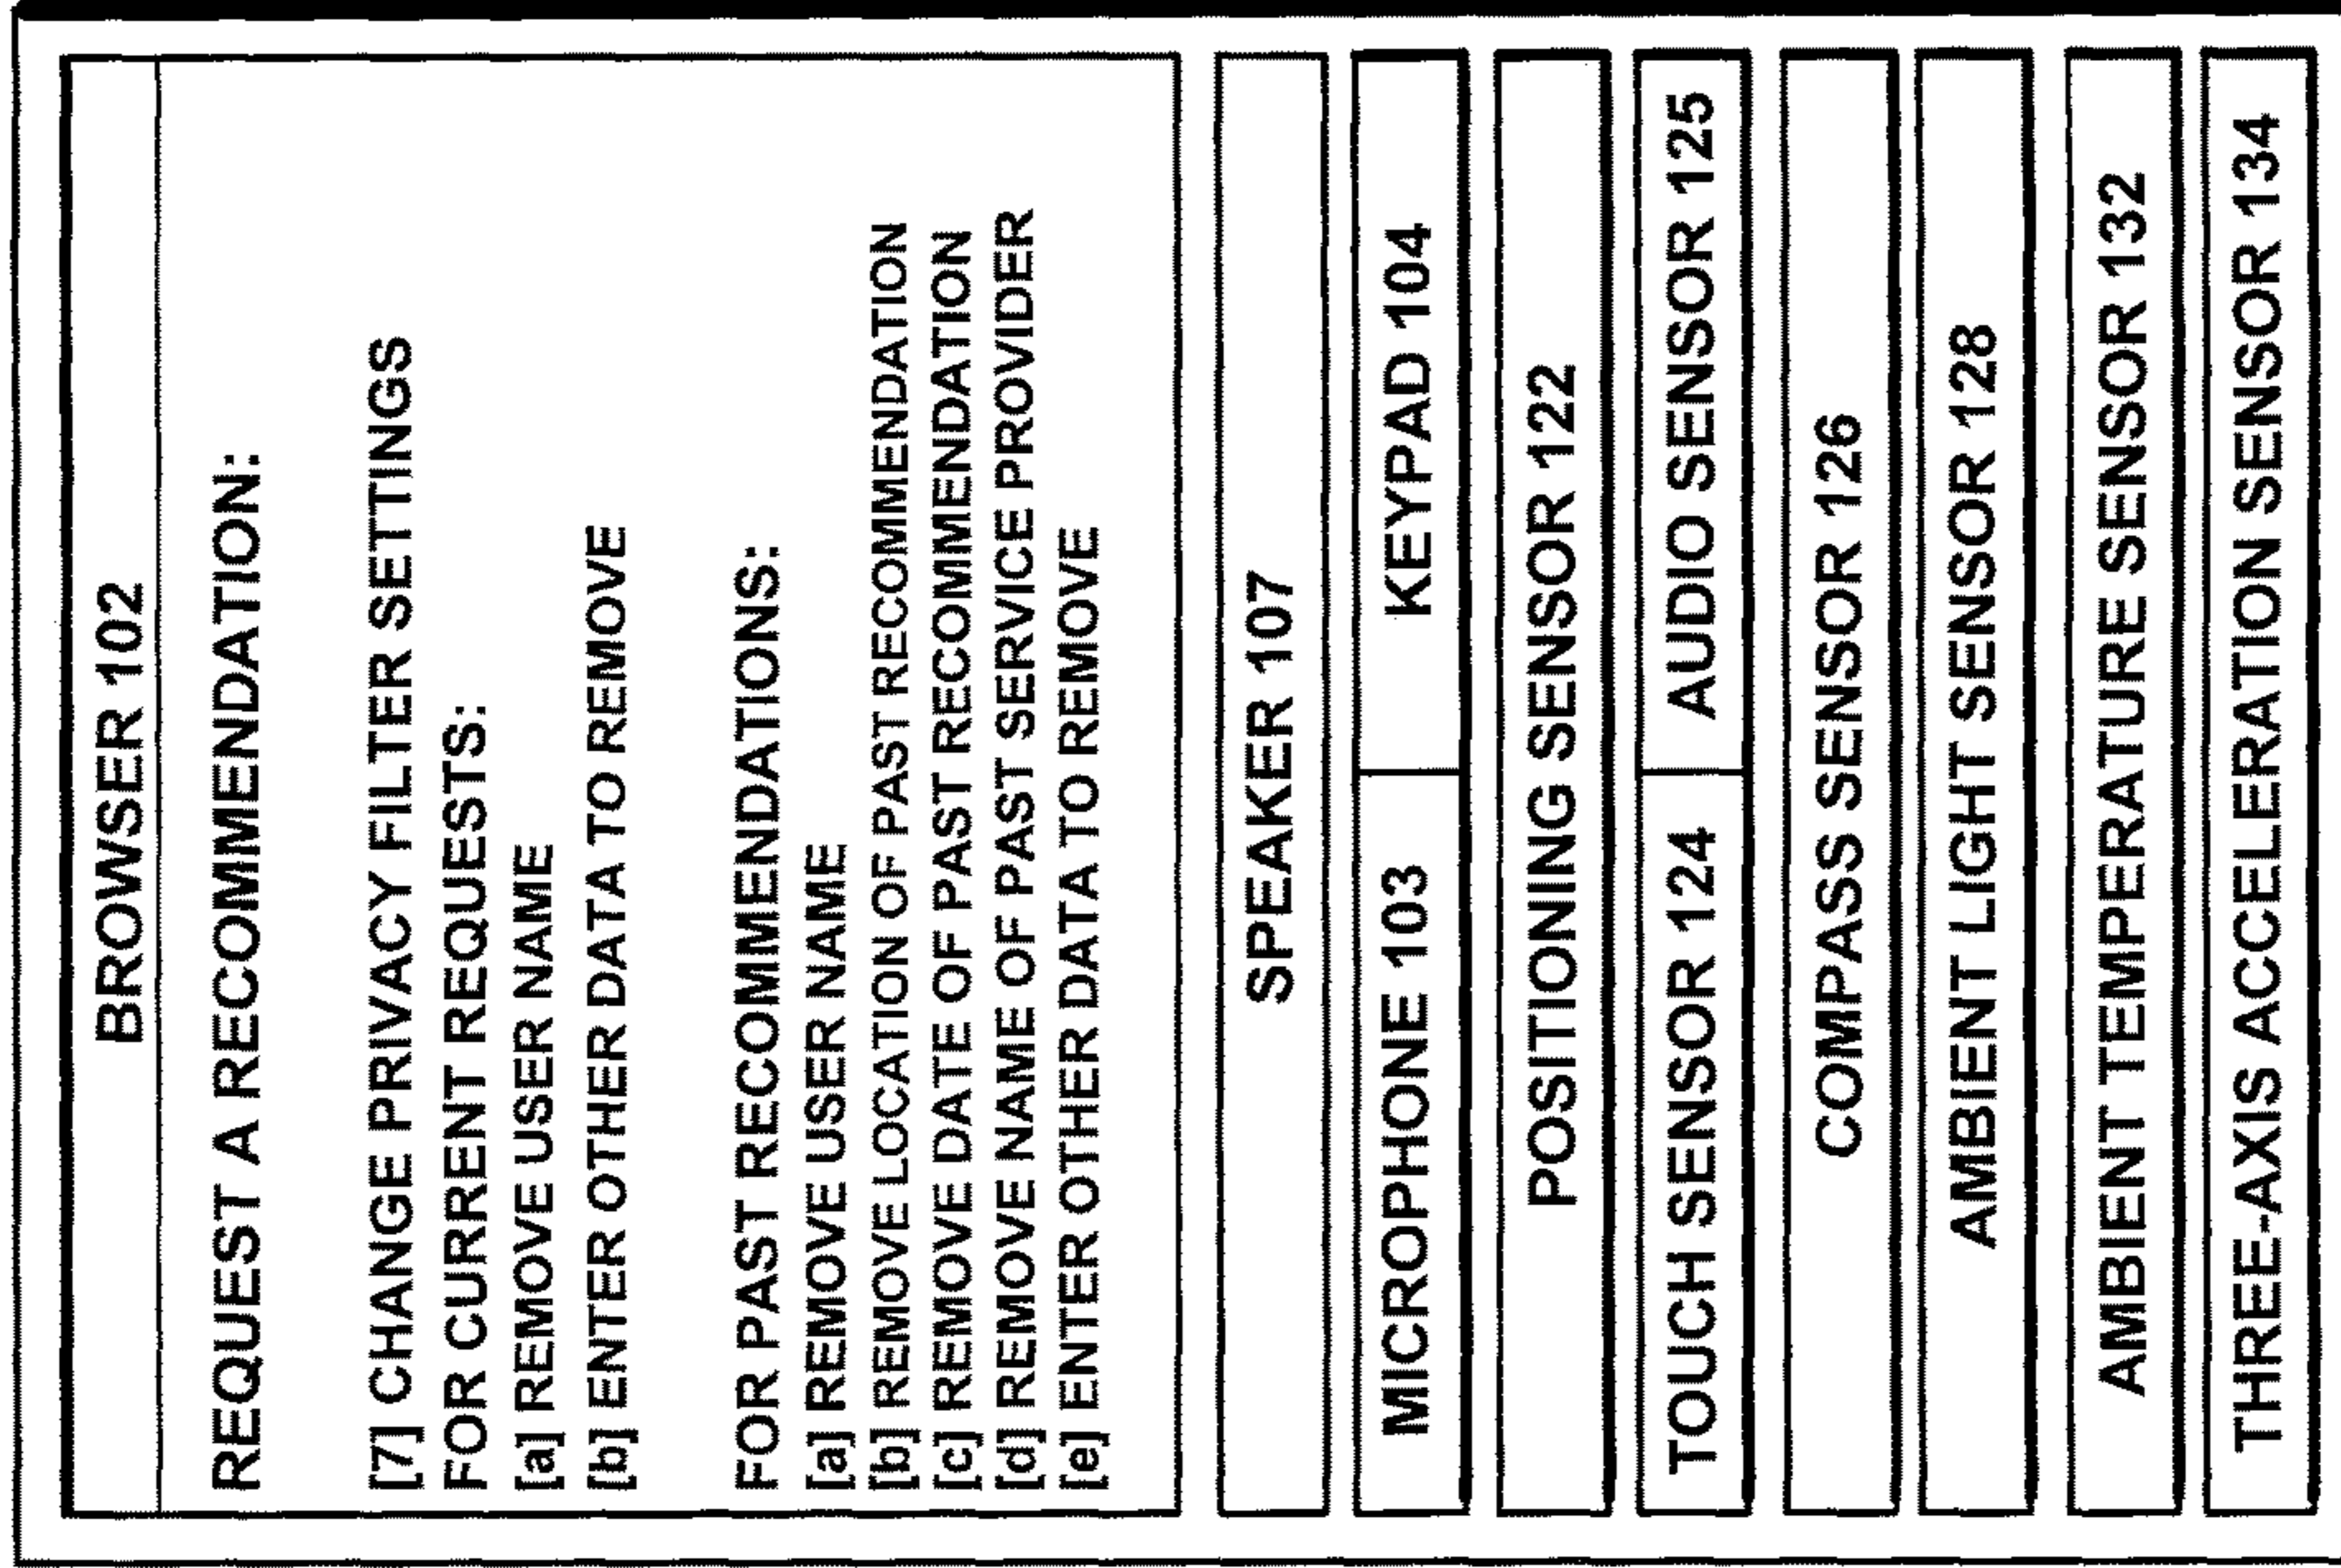 BROWSER 102
REQUEST A RECOMMENDATION:
[7] CHANGE PRIVACY FILTER SETTINGS
FOR CURRENT REQUESTS:
[a] REMOVE USER NAME
[b] ENTER OTHER DATA TO REMOVE
FOR PAST RECOMMENDATIONS:
[a] REMOVE USER NAME
[b] REMOVE LOCATION OF PAST RECOMMENDATION
[c] REMOVE DATE OF PAST RECOMMENDATION
[d] REMOVE NAME OF PAST SERVICE PROVIDER
[e] ENTER OTHER DATA TO REMOVE
SPEAKER 107
MICROPHONE 103 KEYPAD 104
POSITIONING SENSOR 122
TOUCH SENSOR 124 AUDIO SENSOR 125
COMPASS SENSOR 126
AMBIENT LIGHT SENSOR 128
AMBIENT TEMPERATURE SENSOR 132
THREE-AXIS ACCELERATION SENSOR 134